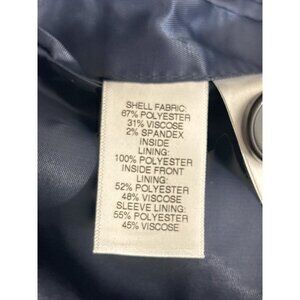 SHELL FABRIC:
67% POLYESTER
31% VISCOSE
2% SPANDEX
INSIDE
LINING:
100% POLYESTER
INSIDE FRONT
LINING:
52% POLYESTER
48% VISCOSE
SLEEVE LINING:
55% POLYESTER
45% VISCOSE